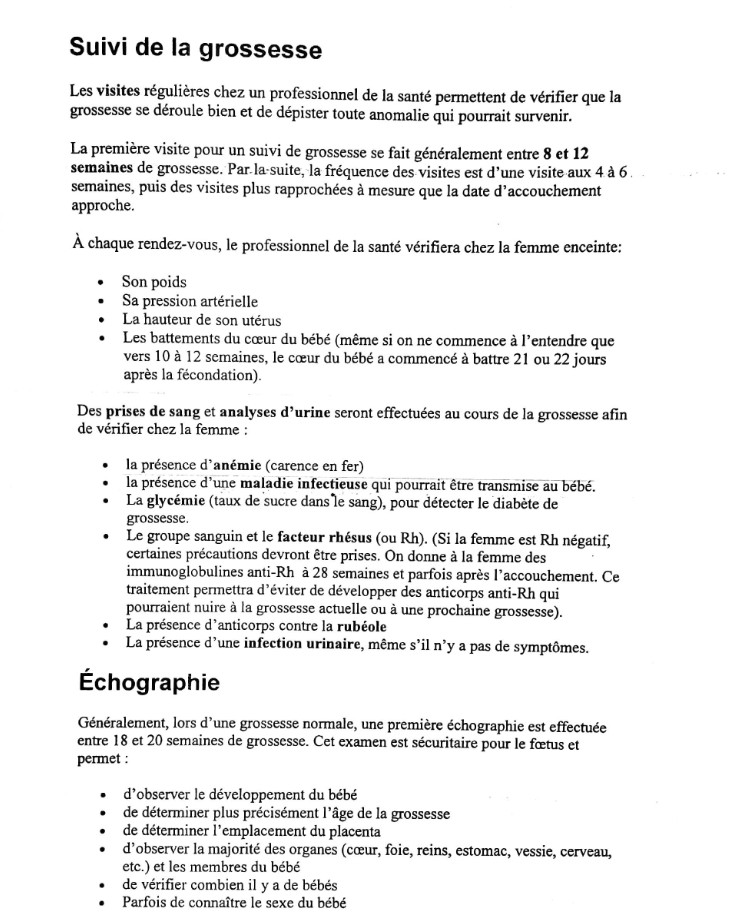 Suivi de la grossesse
Les visites régulières chez un professionnel de la santé permettent de vérifier que la
grossesse se déroule bien et de dépister toute anomalie qui pourrait survenir.
La première visite pour un suivi de grossesse se fait généralement entre 8 et 12
semaines de grossesse. Par la suite, la fréquence des visites est d'une visite aux 4 à 6
semaines, puis des visites plus rapprochées à mesure que la date d'accouchement
approche.
À chaque rendez-vous, le professionnel de la santé vérifiera chez la femme enceinte:
• Son poids
• Sa pression artérielle
• La hauteur de son utérus
• Les battements du cœur du bébé (même si on ne commence à l'entendre que
vers 10 à 12 semaines, le cœur du bébé a commencé à battre 21 ou 22 jours
après la fécondation).
Des prises de sang et analyses d'urine seront effectuées au cours de la grossesse afin
de vérifier chez la femme :
• la présence d'anémie (carence en fer)
• la présence d'une maladie infectieuse qui pourrait être transmise au bébé.
• La glycémie (taux de sucre dans le sang), pour détecter le diabète de
grossesse.
• Le groupe sanguin et le facteur rhésus (ou Rh). (Si la femme est Rh négatif,
certaines précautions devront être prises. On donne à la femme des
immunoglobulines anti-Rh à 28 semaines et parfois après l'accouchement. Ce
traitement permettra d'éviter de développer des anticorps anti-Rh qui
pourraient nuire à la grossesse actuelle ou à une prochaine grossesse).
• La présence d'anticorps contre la rubéole
• La présence d'une infection urinaire, même s'il n'y a pas de symptômes.
Échographie
Généralement, lors d'une grossesse normale, une première échographie est effectuée
entre 18 et 20 semaines de grossesse. Cet examen est sécuritaire pour le fœtus et
permet :
• d'observer le développement du bébé
• de déterminer plus précisément l'âge de la grossesse
• de déterminer l'emplacement du placenta
• d'observer la majorité des organes (cœur, foie, reins, estomac, vessie, cerveau,
etc.) et les membres du bébé
• de vérifier combien il y a de bébés
• Parfois de connaître le sexe du bébé